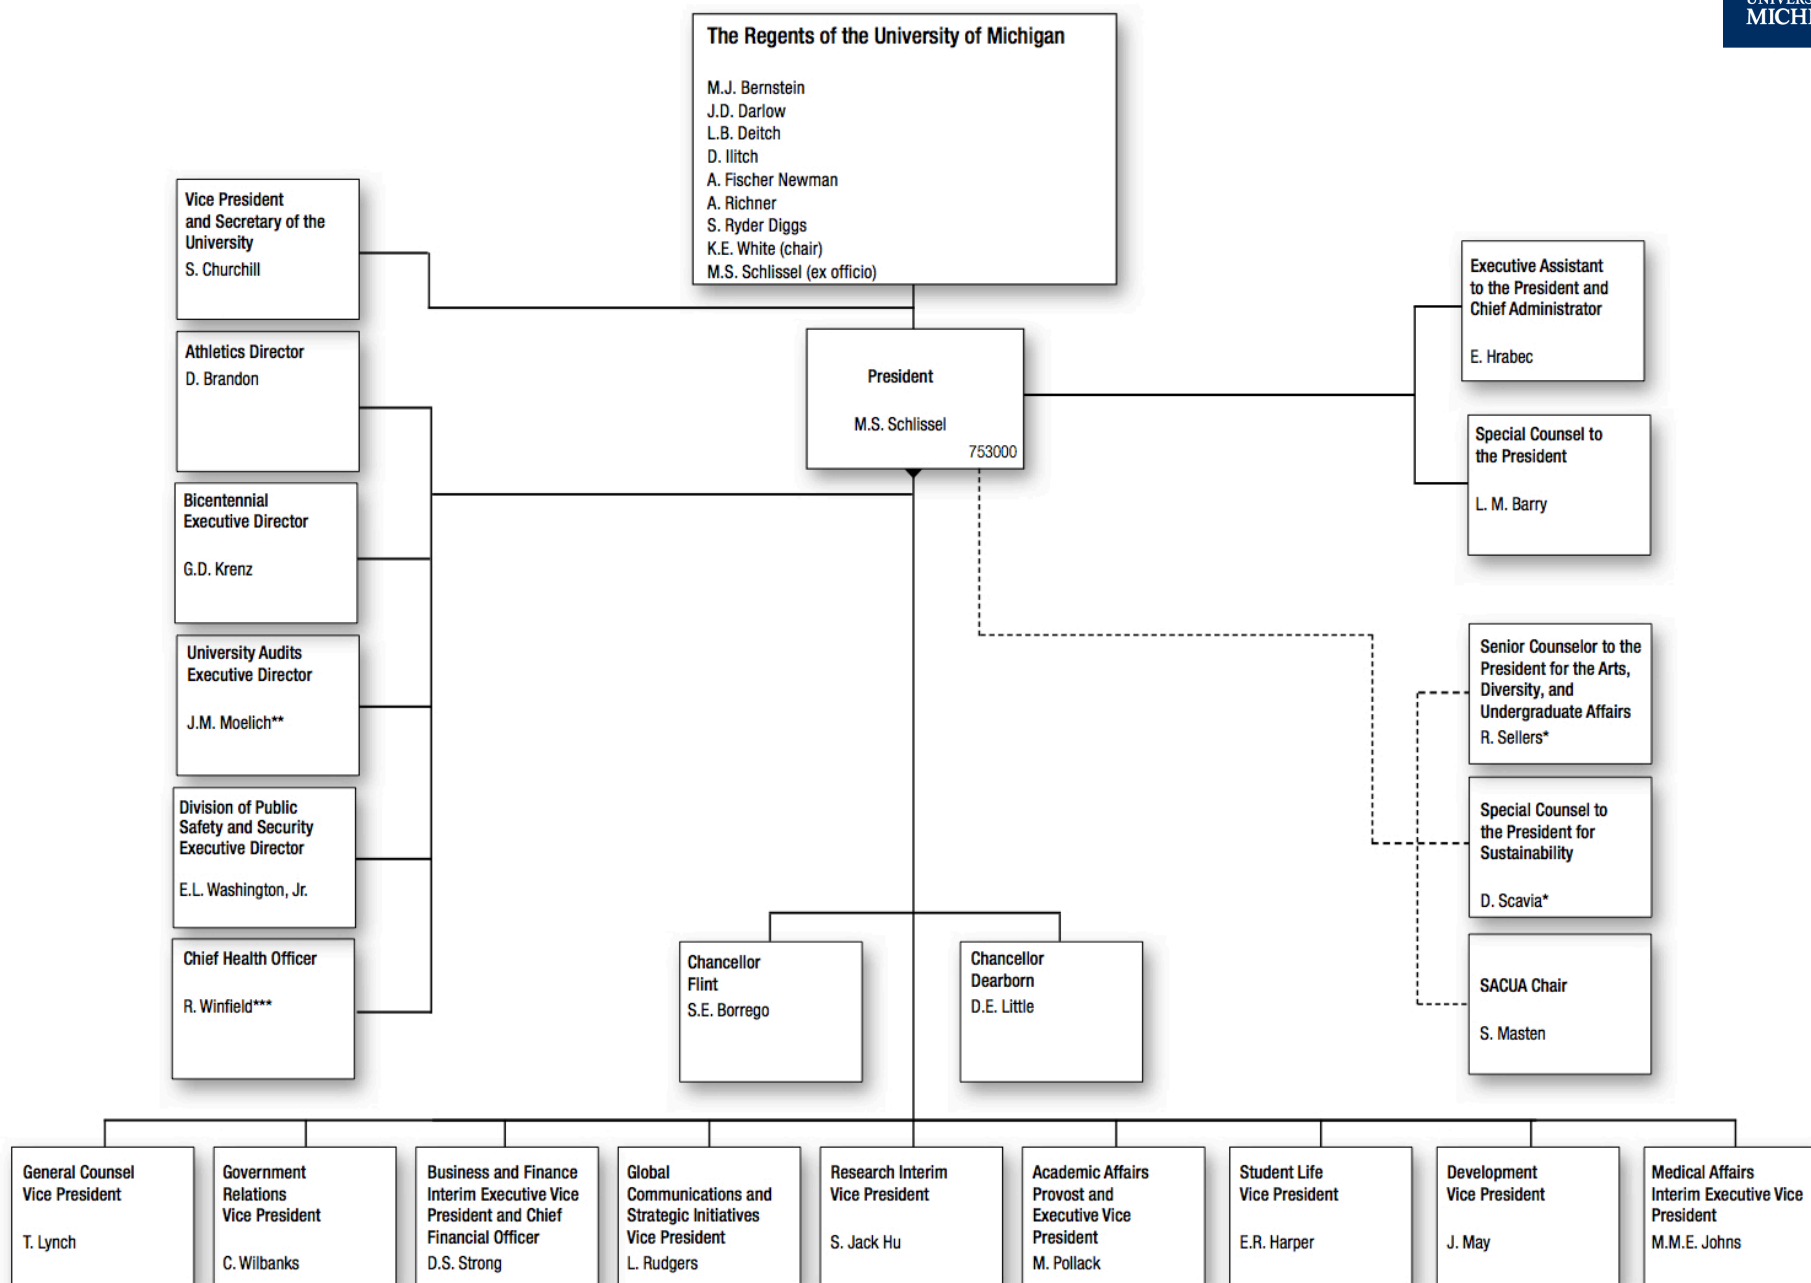 UNIVERS
MICHI
The Regents of the University of Michigan
M.J. Bernstein
J.D. Darlow
L.B. Deitch
D. Ilitch
A. Fischer Newman
A. Richner
S. Ryder Diggs
K.E. White (chair)
M.S. Schlissel (ex officio)
Vice President
and Secretary of the
University
S. Churchill
Athletics Director
D. Brandon
Bicentennial
Executive Director
G.D. Krenz
University Audits
Executive Director
J.M. Moelich**
Division of Public
Safety and Security
Executive Director
E.L. Washington, Jr.
Chief Health Officer
R. Winfield***
President
M.S. Schlissel
753000
Executive Assistant
to the President and
Chief Administrator
E. Hrabec
Special Counsel to
the President
L. M. Barry
Senior Counselor to the
President for the Arts,
Diversity, and
Undergraduate Affairs
R. Sellers*
Special Counsel to
the President for
Sustainability
D. Scavia*
SACUA Chair
S. Masten
Chancellor
Flint
S.E. Borrego
Chancellor
Dearborn
D.E. Little
General Counsel
Vice President
T. Lynch
Government
Relations
Vice President
C. Wilbanks
Business and Finance
Interim Executive Vice
President and Chief
Financial Officer
D.S. Strong
Global
Communications and
Strategic Initiatives
Vice President
L. Rudgers
Research Interim
Vice President
S. Jack Hu
Academic Affairs
Provost and
Executive Vice
President
M. Pollack
Student Life
Vice President
E.R. Harper
Development
Vice President
J. May
Medical Affairs
Interim Executive Vice
President
M.M.E. Johns